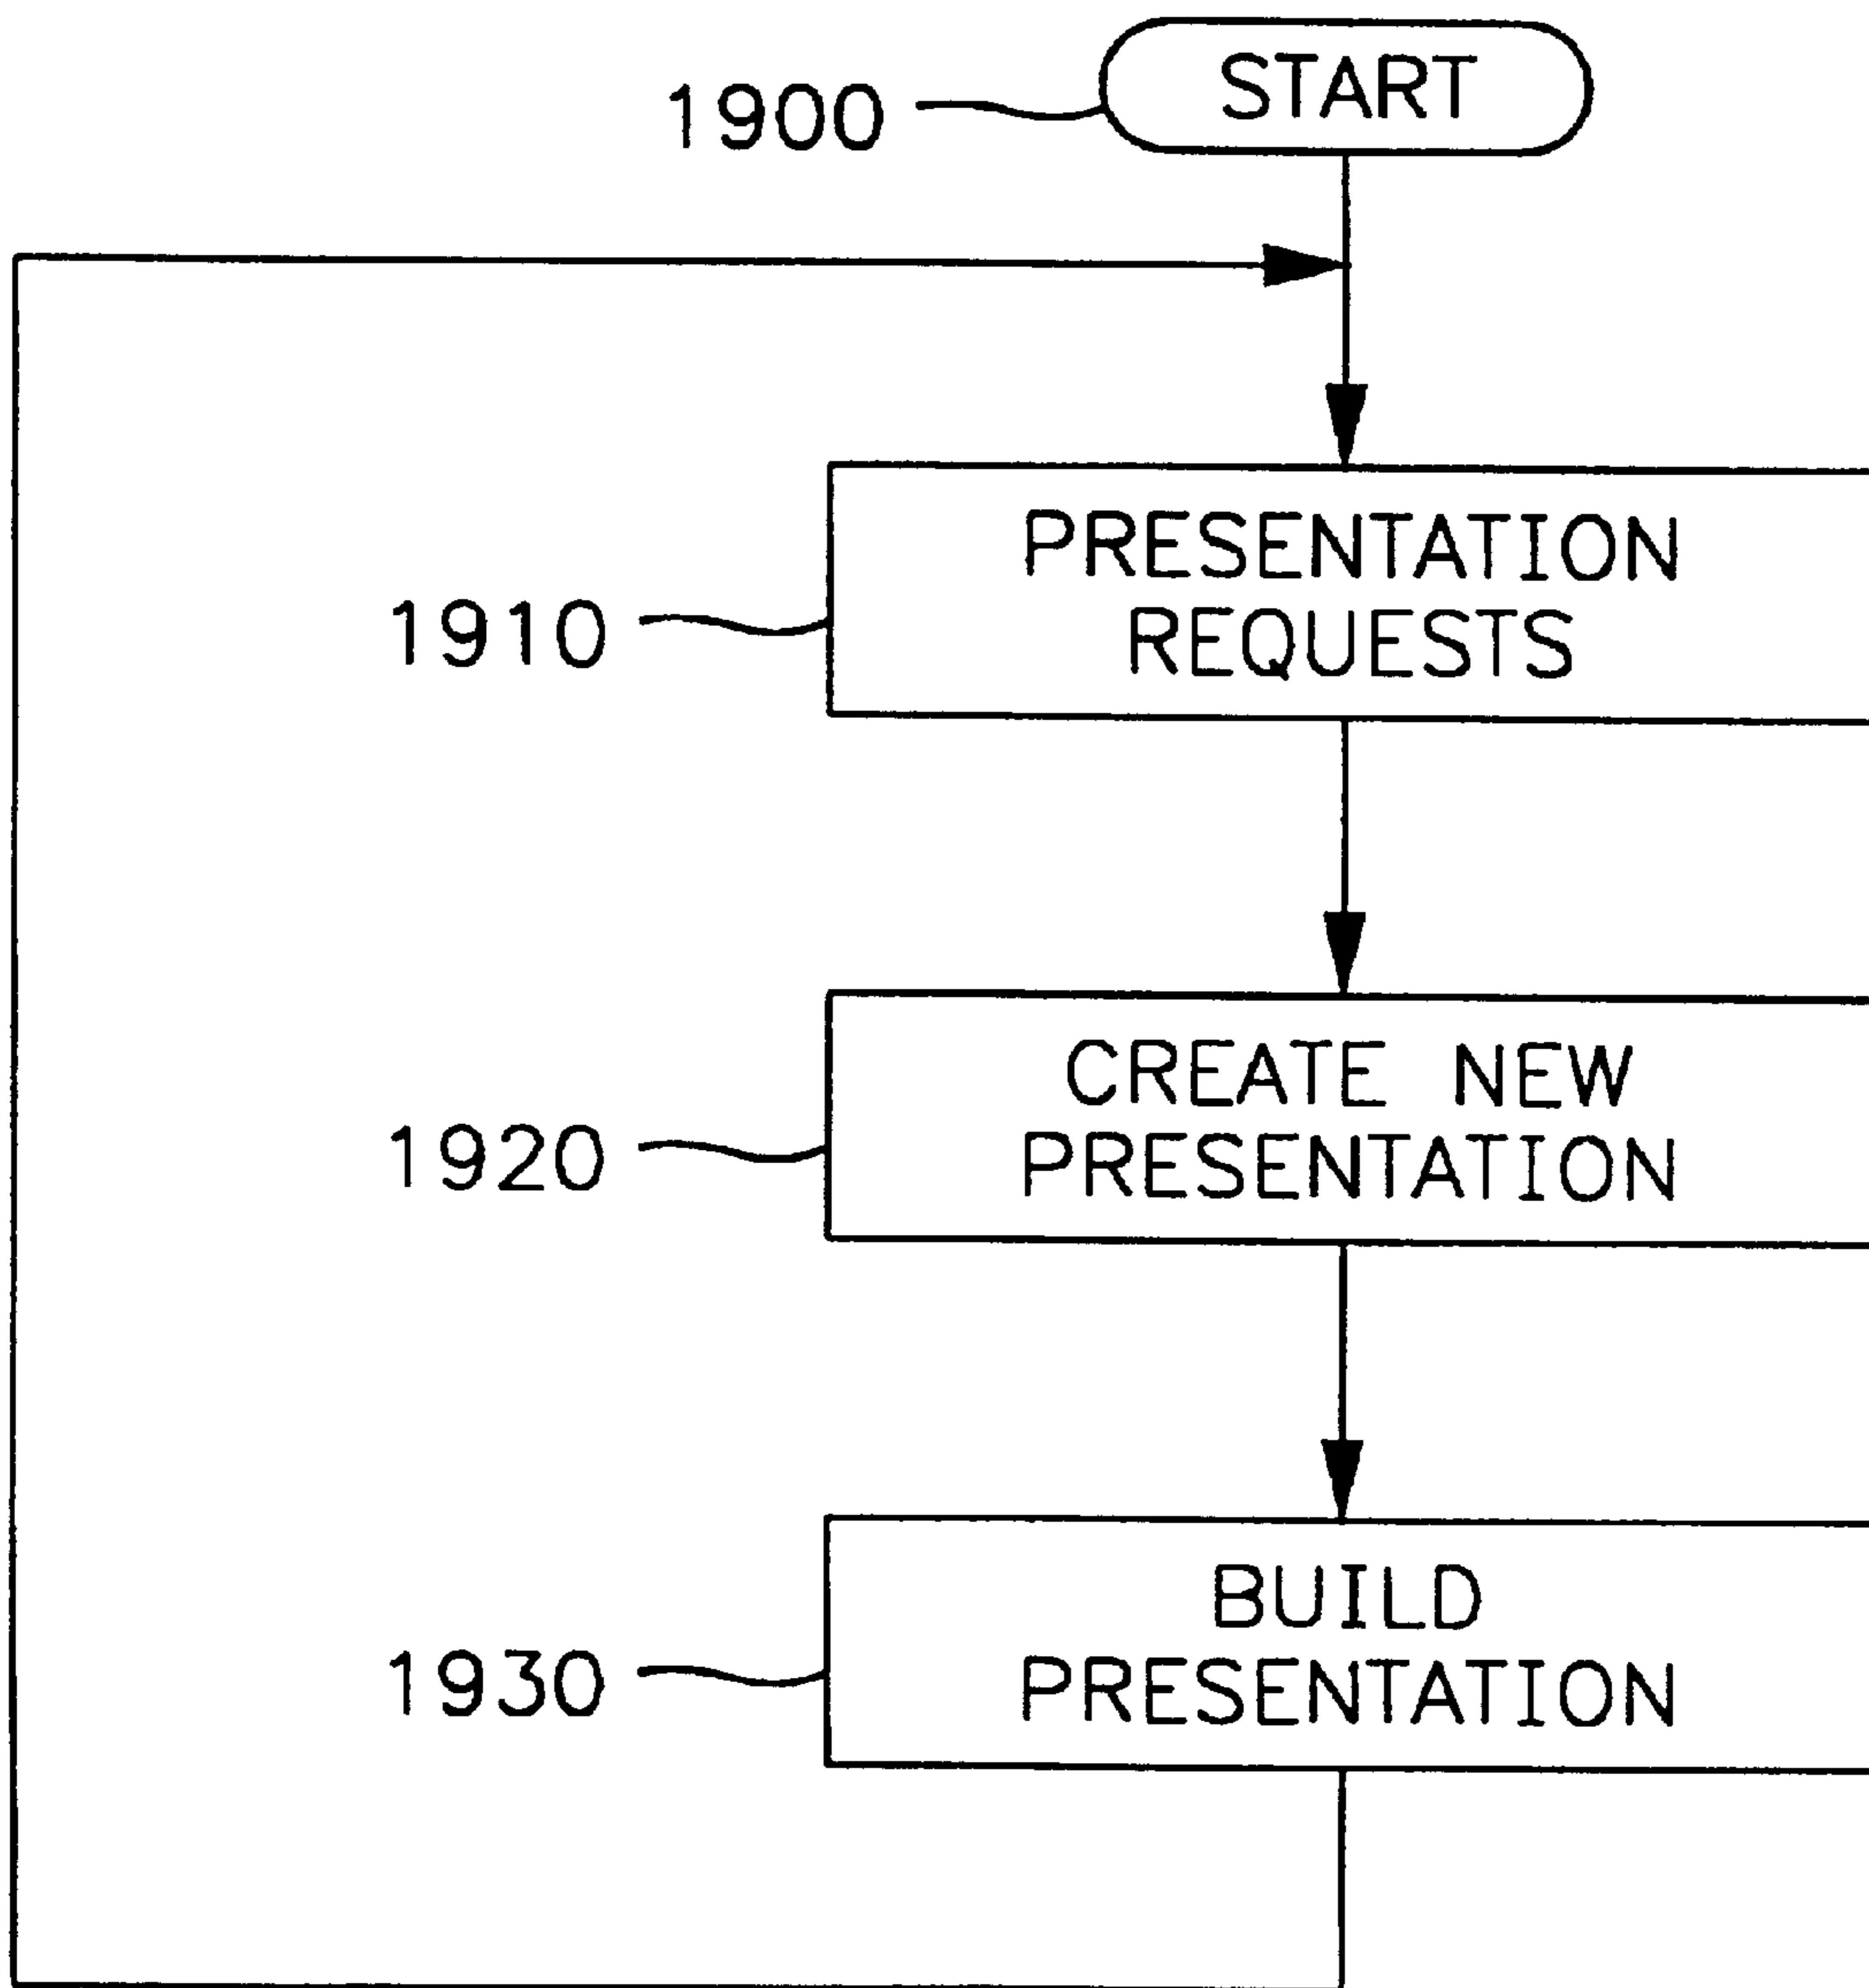 START
1900
PRESENTATION
REQUESTS
1910
CREATE NEW
PRESENTATION
1920
BUILD
PRESENTATION
1930